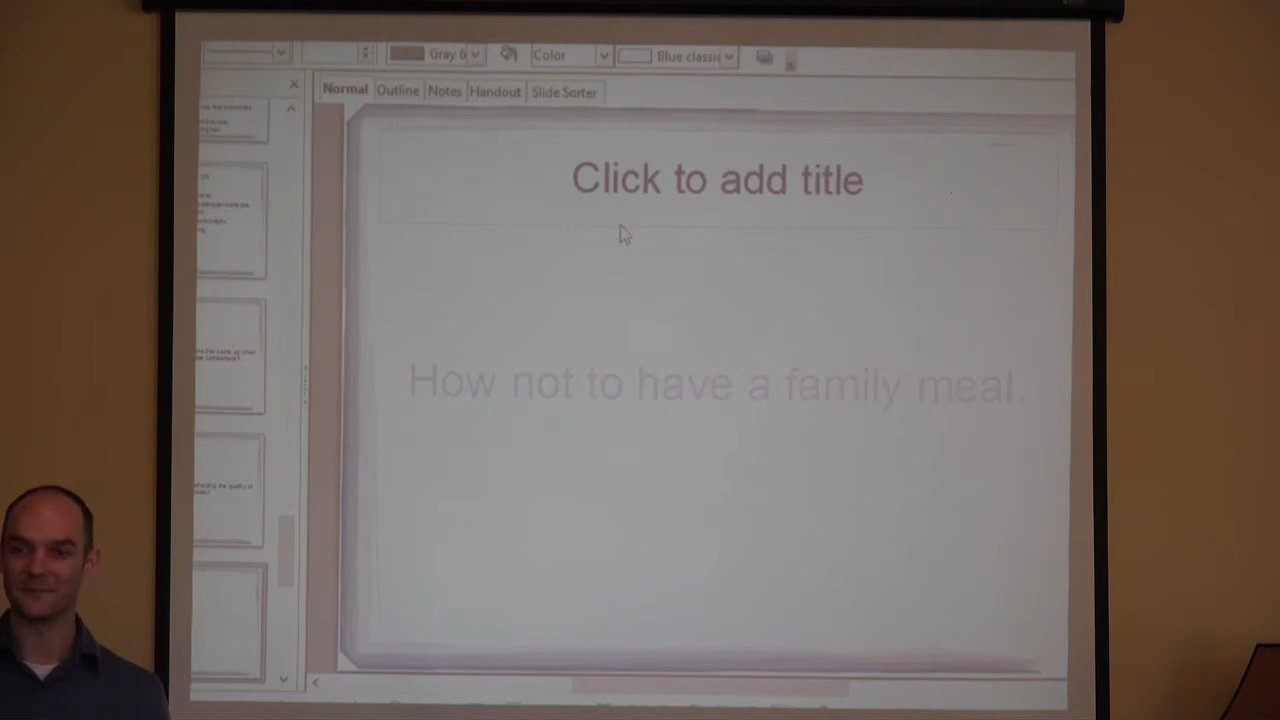 Gray 6
Color
Blue classic
Normal
Outline
Notes
Handout
Slide Sorter
Click to add title
How not to have a family meal.